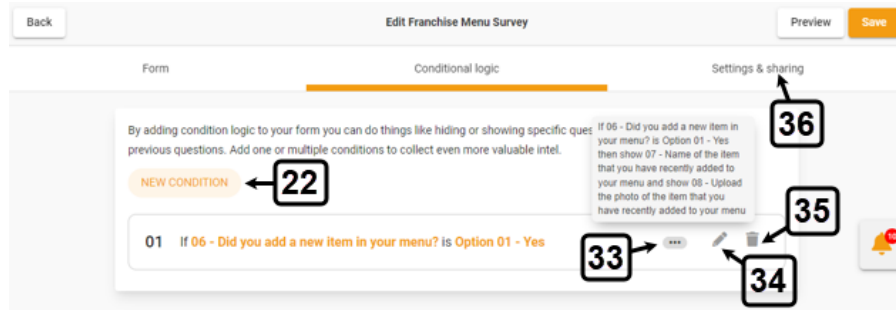 Back
Edit Franchise Menu Survey
Preview
Save
Form
Conditional logic
Settings & sharing
36
By adding condition logic to your form you can do things like hiding or showing specific ques
previous questions. Add one or multiple conditions to collect even more valuable intel.
If 06 - Did you add a new item in
your menu? is Option 01 - Yes
then show 07 - Name of the item
that you have recently added to
your menu and show 08 - Upload
the photo of the item that you
have recently added to your menu
NEW CONDITION
22
35
01 If 06 - Did you add a new item in your menu? is Option 01 - Yes
33
34
10